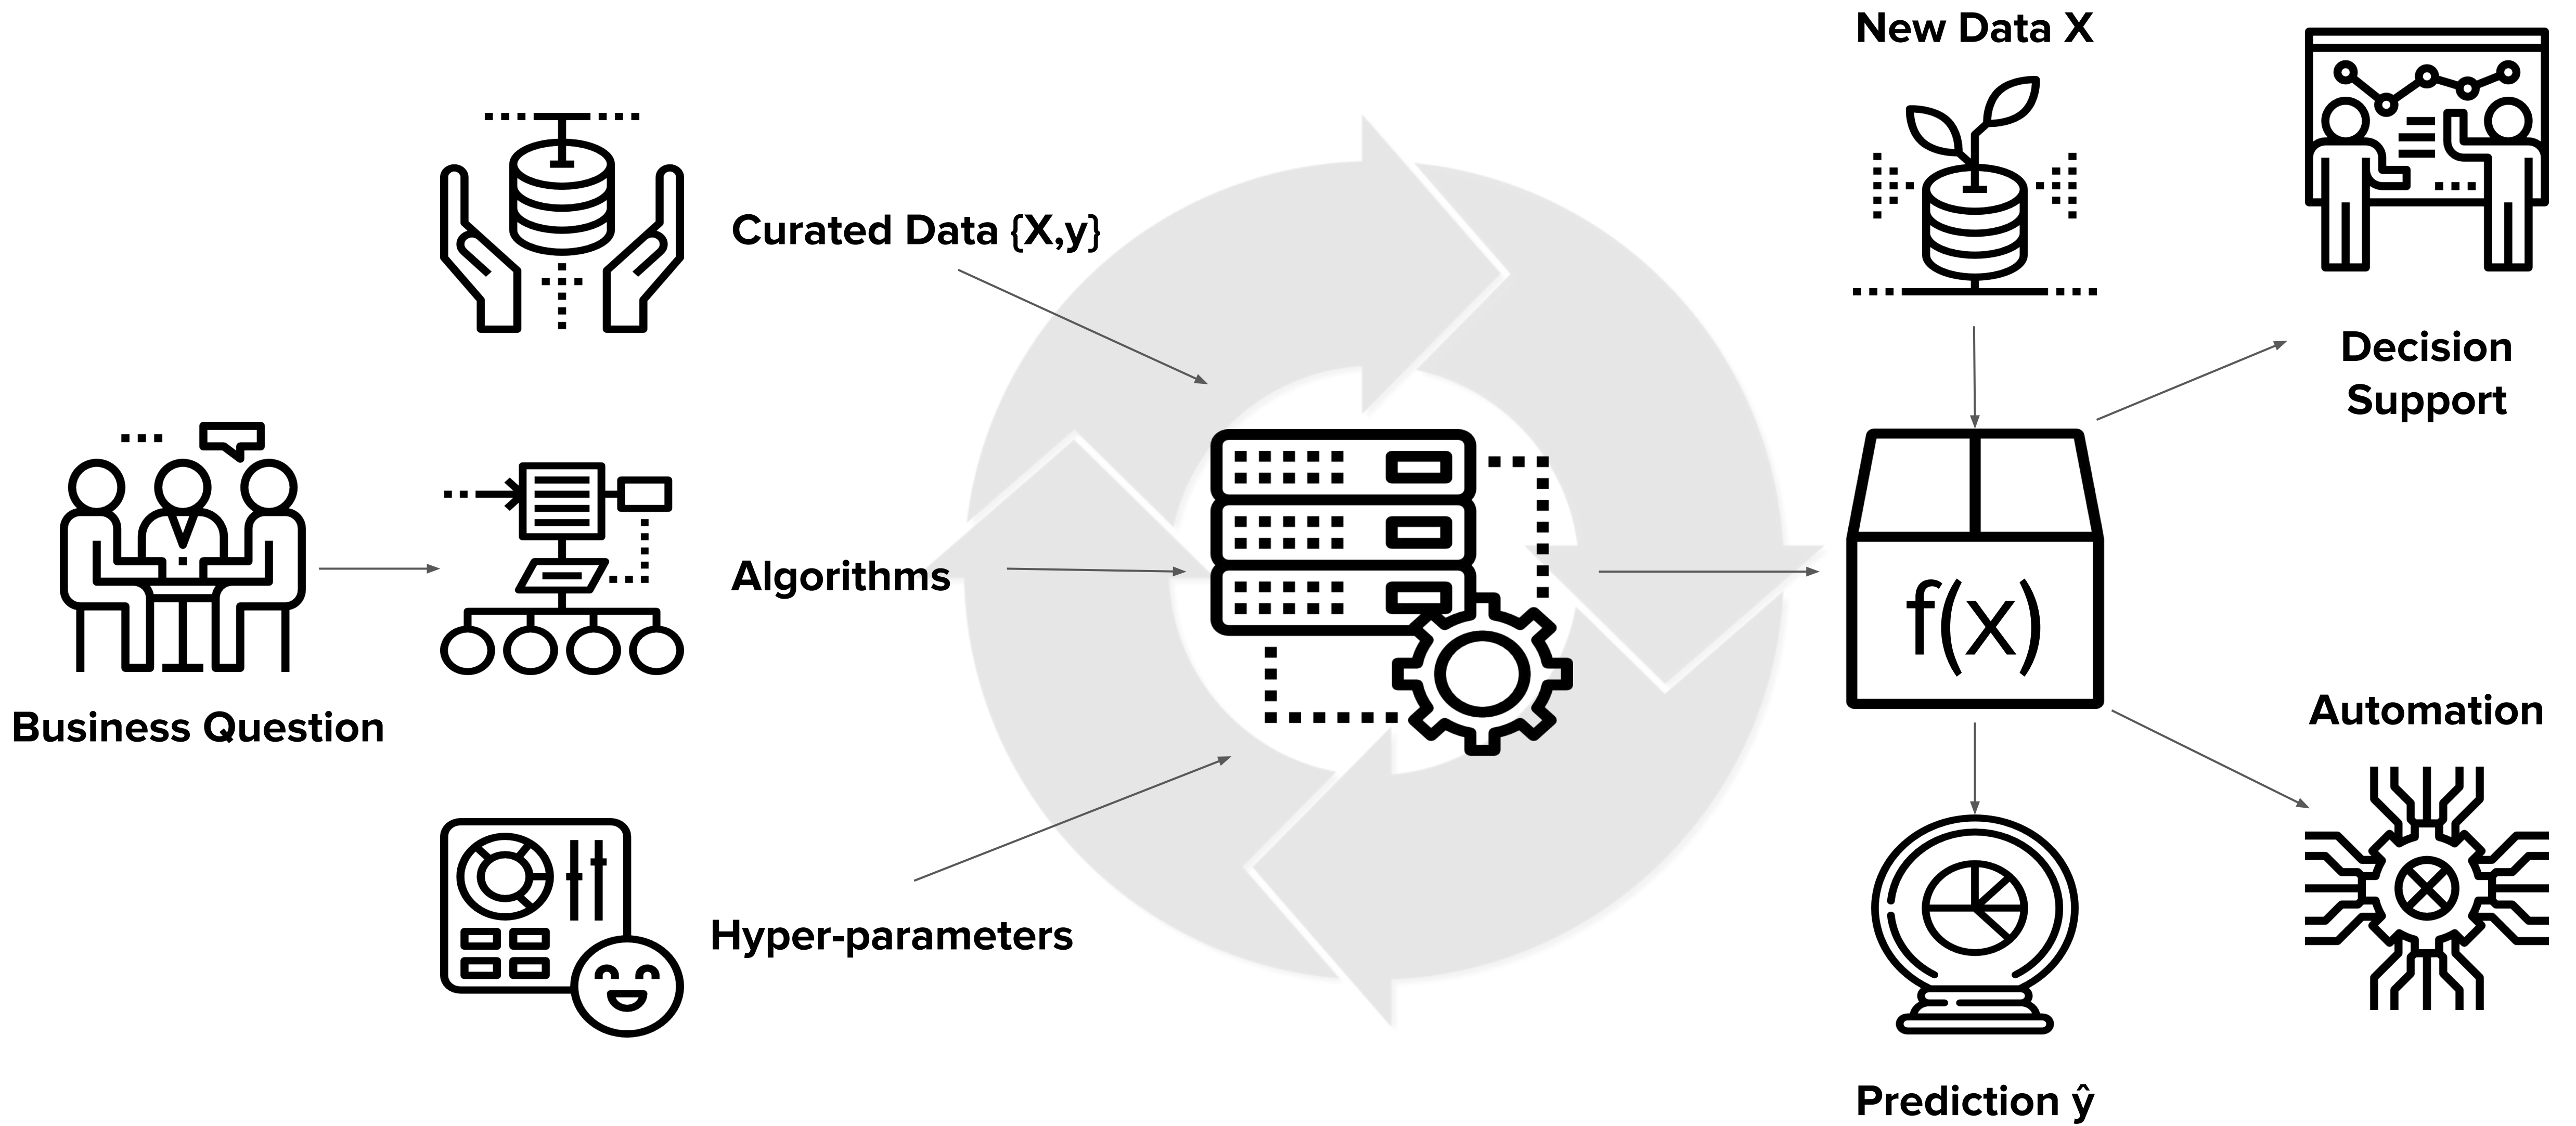 New Data X
Curated Data {X,y}
Decision
Support
Algorithms
f(x)
Business Question
Automation
Hyper-parameters
Prediction ŷ